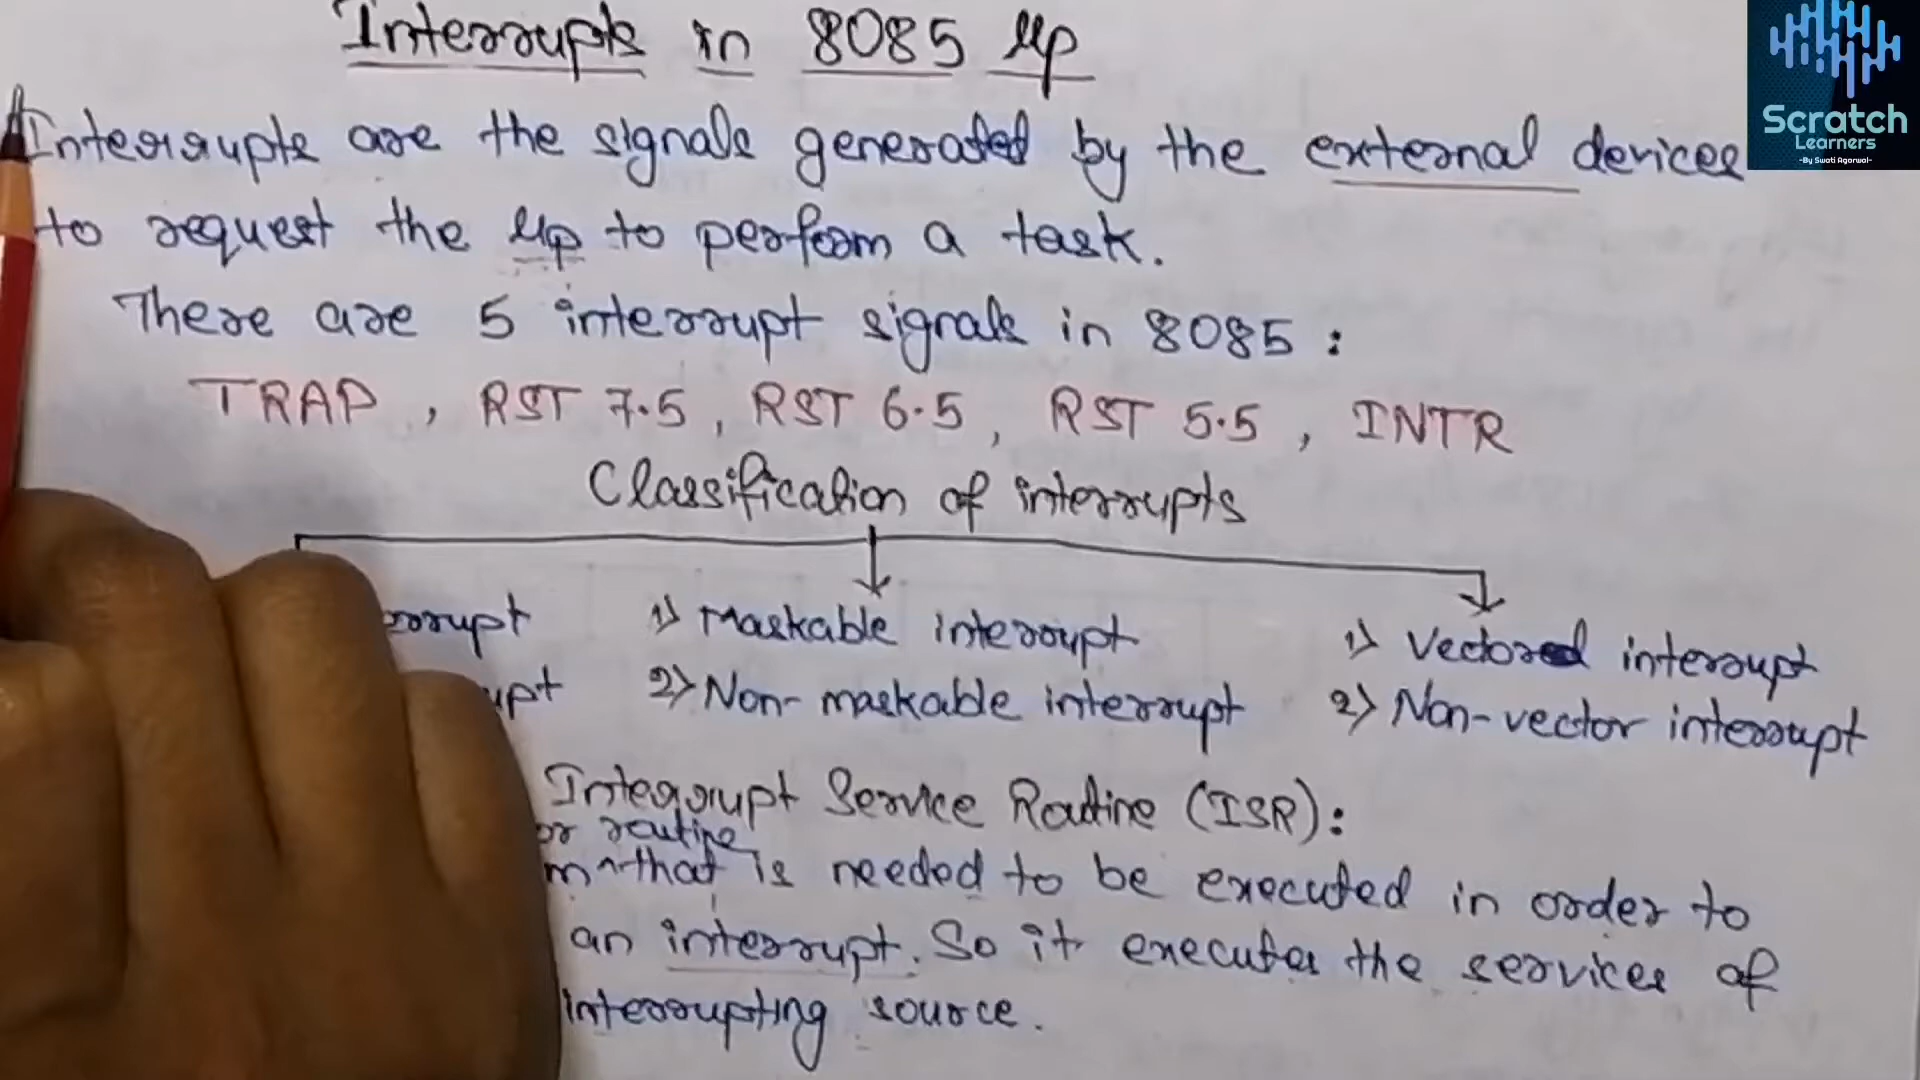 Interrupts in 8085 μp
Interrupts are the signals generated by the external devices
to request the μp to perform a task.
There are 5 interrupt signals in 8085 :
TRAP , RST 7.5 , RST 6.5 , RST 5.5 , INTR
Classification of interrupts
1) Maskable interrupt
2) Non-maskable interrupt
1) Vectored interrupt
2) Non-vector interrupt
Interrupt Service Routine (ISR):
or routine
that is needed to be executed in order to
an interrupt. So it executes the services of
interrupting source.
Scratch
Learners
-By Swati Agarwal-